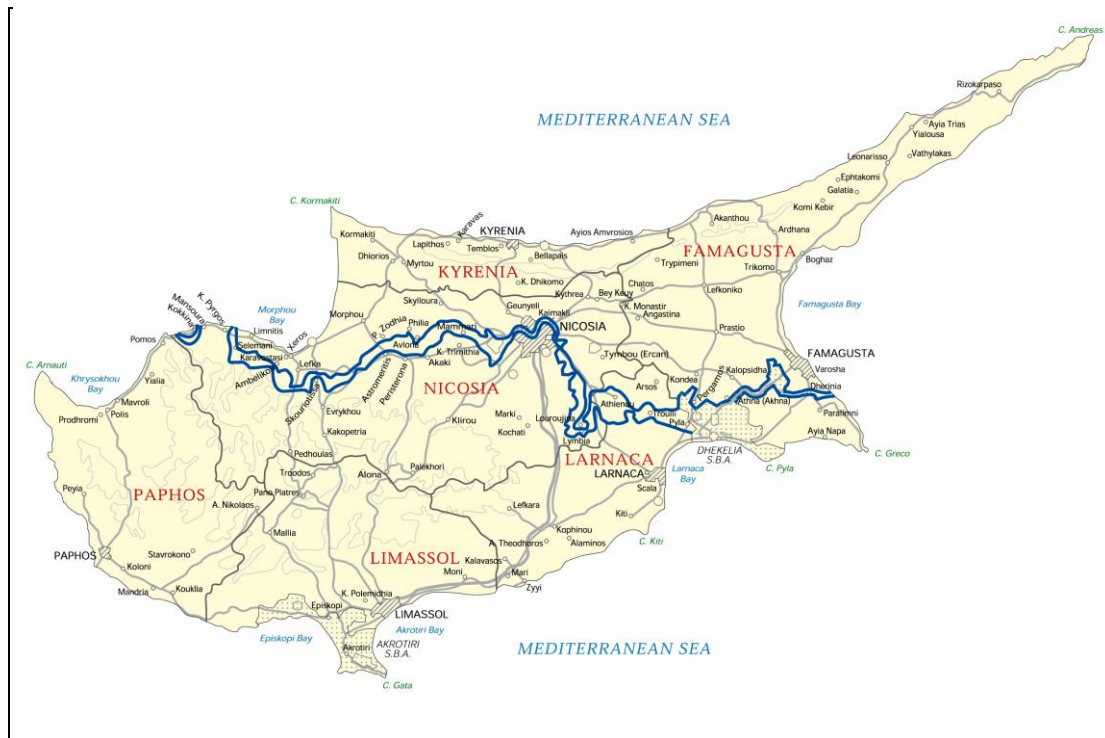 C. Andreas
Rizokarpaso
MEDITERRANEAN SEA
Ayia Trias
Yialousa
Leonarisso
Vathylakas
Ephtakomi
Galatia
C. Kormakiti
Komi Kebir
Akanthou
Karavas
KYRENIA
Ayios Amvrosios
Ardhana
Kormakiti
Lapithos
Temblos
FAMAGUSTA
Dhiorios
Bellapais
Boghaz
Myrtou
KYRENIA
Trypimeni
Trikomo
K. Dhikomo
Chatos
Lefkoniko
Kythrea
Bey Keuy
Skylloura
K. Monastir
Famagusta Bay
Geunyeli
Kaimakli
Angastina
K. Pyrgos
Mansoura
Kokkina
Morphou
Bay
Morphou
P. Zodhia
Philia
Mammari
NICOSIA
Prastio
Limnitis
Xeros
Pomos
Selemani
Avlona
K. Trimithia
Tymbou (Ercan)
FAMAGUSTA
Karavostasi
Lefka
Akaki
Varosha
C. Arnauti
Ambelikou
Astromeritis
Peristerona
NICOSIA
Arsos
Kondea
Pergamos
Kalopsidha
Dherinia
Khrysokhou
Bay
Yialia
Skouriotissa
Athna (Akhna)
Mavroli
Evrykhou
Marki
Louroujina
Athienou
Troulli
Paralimni
Prodhromi
Polis
Klirou
Pyla
Kakopetria
Kochati
Lymbia
Ayia Napa
DHEKELIA
S.B.A.
C. Greco
Pedhoulas
LARNACA
Larnaca
Bay
C. Pyla
Troodos
Alona
Palekhori
LARNACA
Scala
Peyia
PAPHOS
Pano Platres
A. Nikolaos
Lefkara
Kiti
Kophinou
Mallia
A. Theodhoros
Alaminos
C. Kiti
PAPHOS
Stavrokono
LIMASSOL
Kalavasos
Koloni
Moni
Mari
Zyyi
Mandria
Kouklia
K. Polemidhia
Episkopi
LIMASSOL
Episkopi Bay
Akrotiri Bay
AKROTIRI
S.B.A.
MEDITERRANEAN SEA
Akrotiri
C. Gata